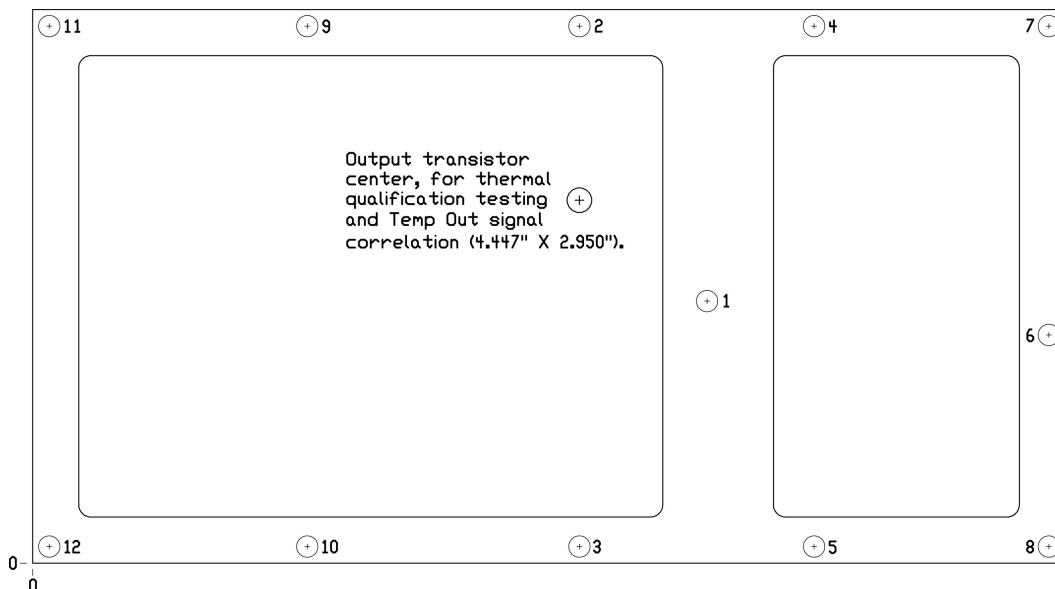 11
9
2
4
7
Output transistor
center, for thermal
qualification testing
and Temp Out signal
correlation (4.447" X 2.950").
1
6
12
10
3
5
8
0
0